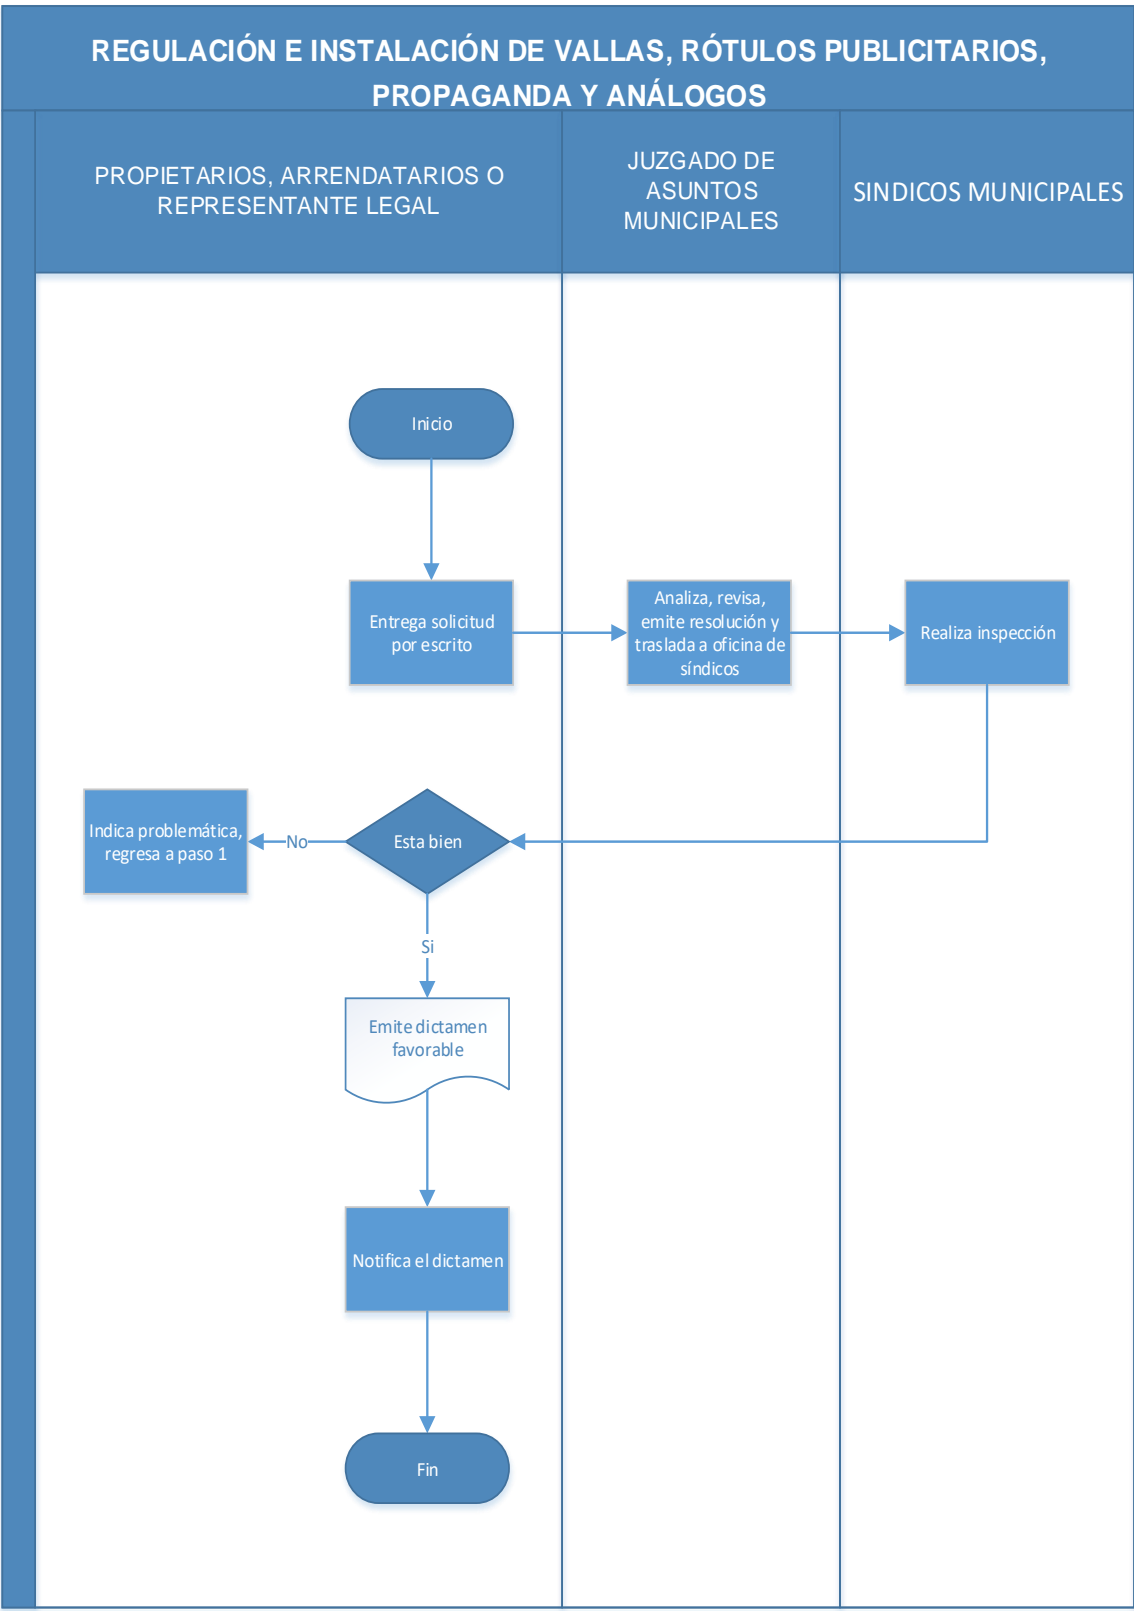 REGULACIÓN E INSTALACIÓN DE VALLAS, RÓTULOS PUBLICITARIOS,
PROPAGANDA Y ANÁLOGOS
PROPIETARIOS, ARRENDATARIOS O
REPRESENTANTE LEGAL
JUZGADO DE
ASUNTOS
MUNICIPALES
SINDICOS MUNICIPALES
Inicio
Entrega solicitud
por escrito
Analiza, revisa,
emite resolución y
traslada a oficina de
síndicos
Realiza inspección
Indica problemática,
regresa a paso 1
No
Esta bien
Si
Emite dictamen
favorable
Notifica el dictamen
Fin